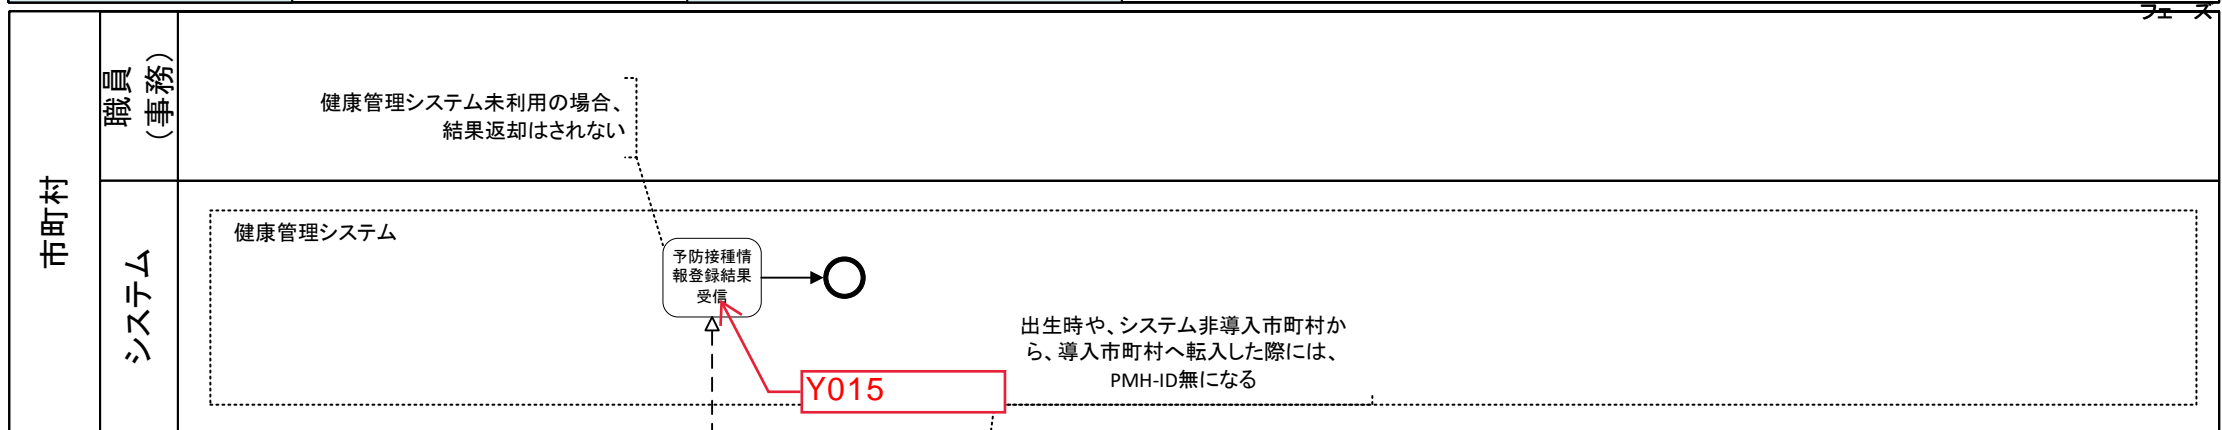 フェーズ
市町村
職員
(事務)
健康管理システム未利用の場合、
結果返却はされない
システム
健康管理システム
予防接種情
報登録結果
受信
出生時や、システム非導入市町村か
ら、導入市町村へ転入した際には、
PMH-ID無になる
Y015